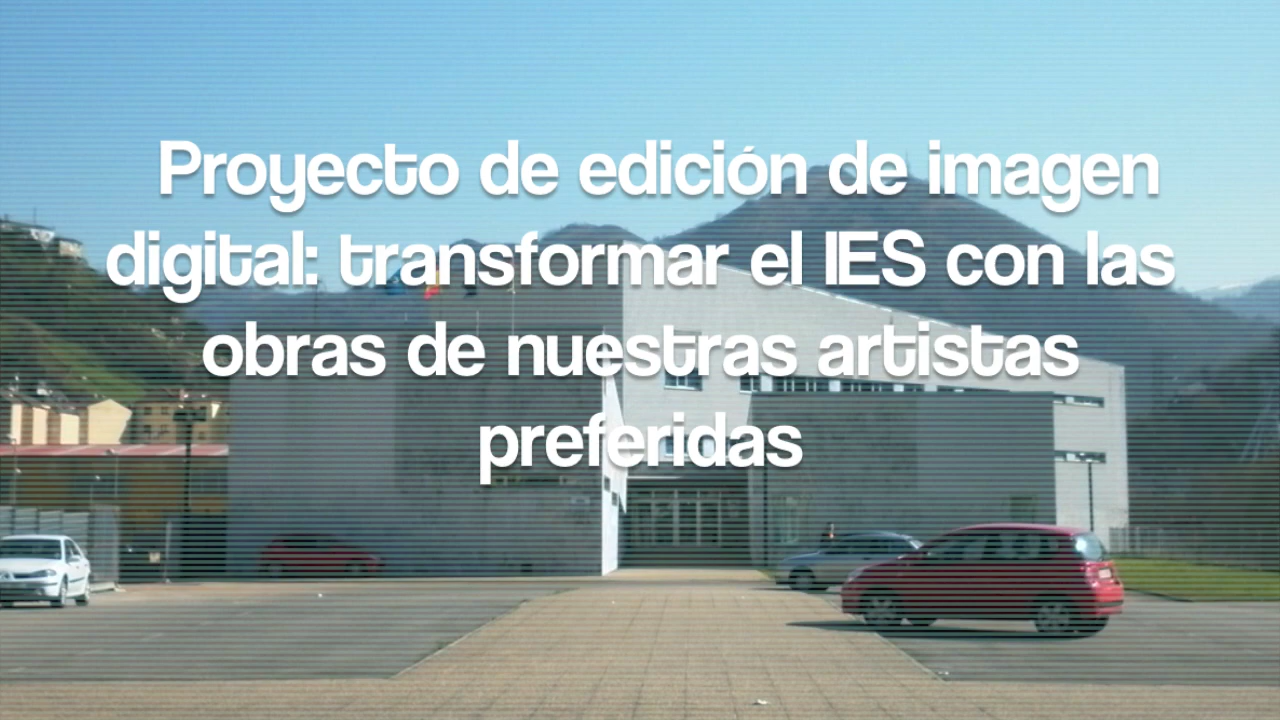 Proyecto de edición de imagen
digital: transformar el IES con las
obras de nuestras artistas
preferidas